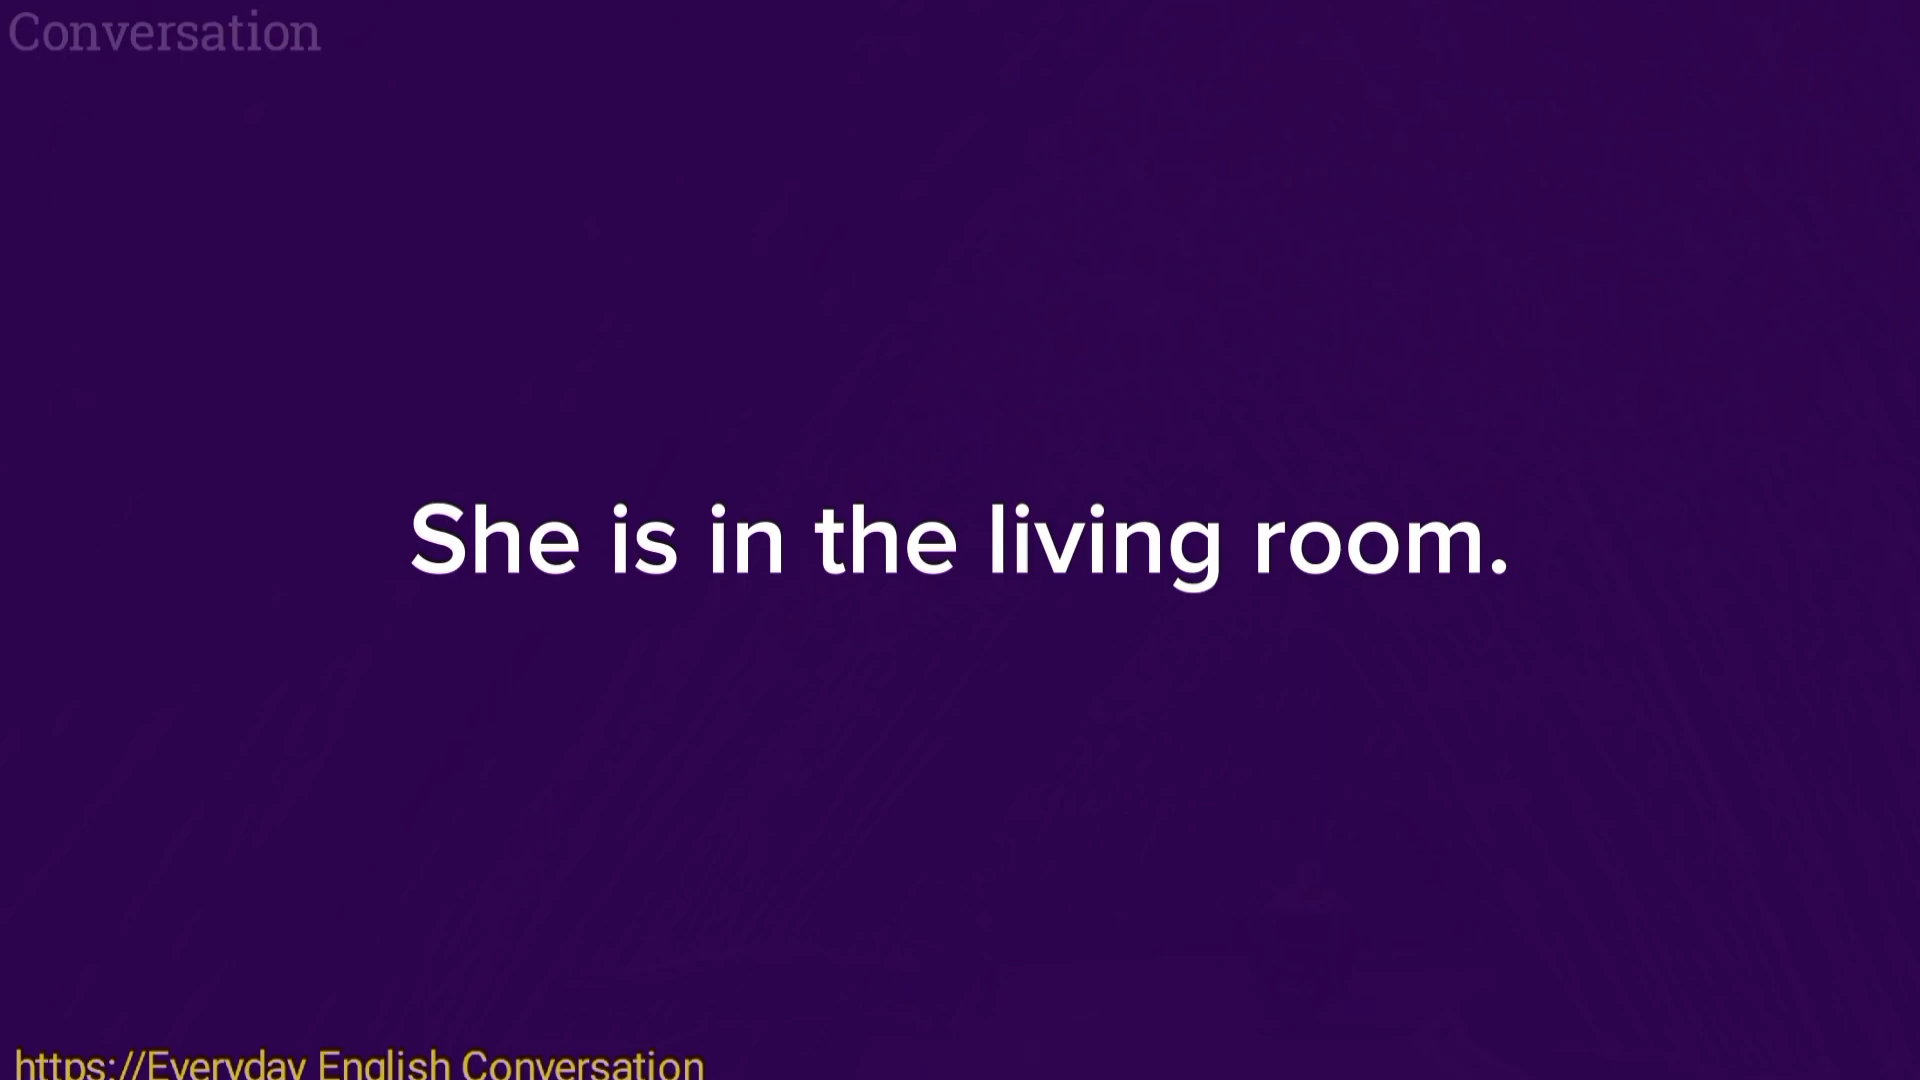 Conversation
She is in the living room.
https://Everyday English Conversation